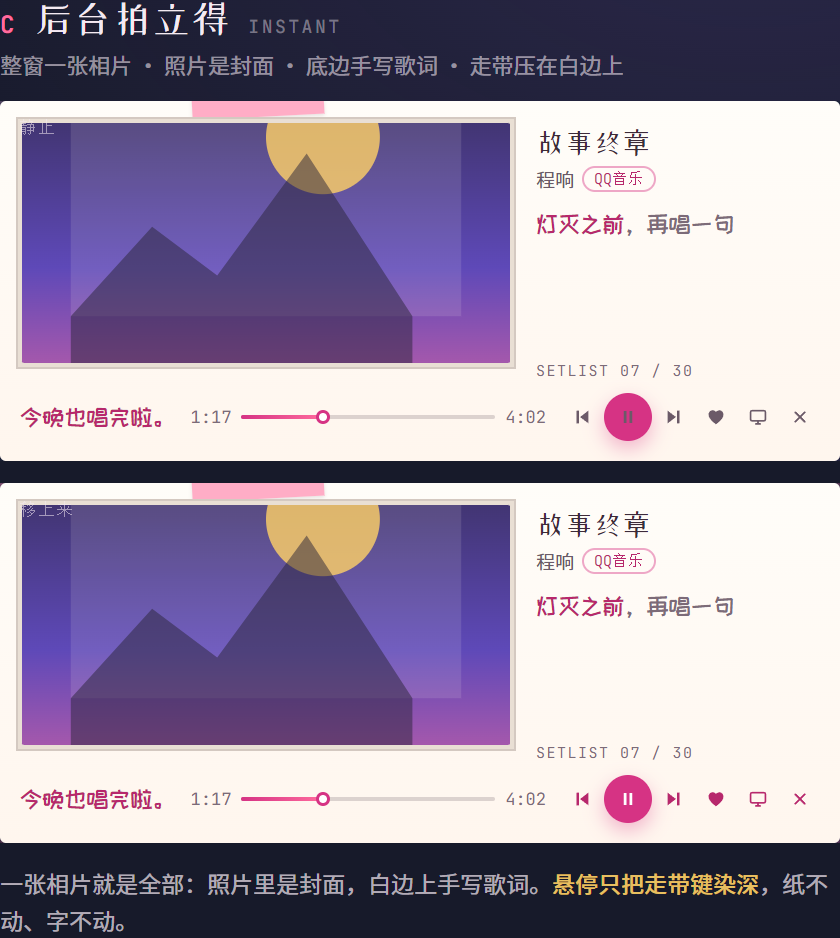 C 后台拍立得 INSTANT
整窗一张相片 • 照片是封面 • 底边手写歌词 • 走带压在白边上
静止
故事终章
程响 QQ音乐
灯灭之前，再唱一句
SETLIST 07 / 30
今晚也唱完啦。 1:17 4:02
移上来
故事终章
程响 QQ音乐
灯灭之前，再唱一句
SETLIST 07 / 30
今晚也唱完啦。 1:17 4:02
一张相片就是全部：照片里是封面，白边上手写歌词。悬停只把走带键染深，纸不
动、字不动。